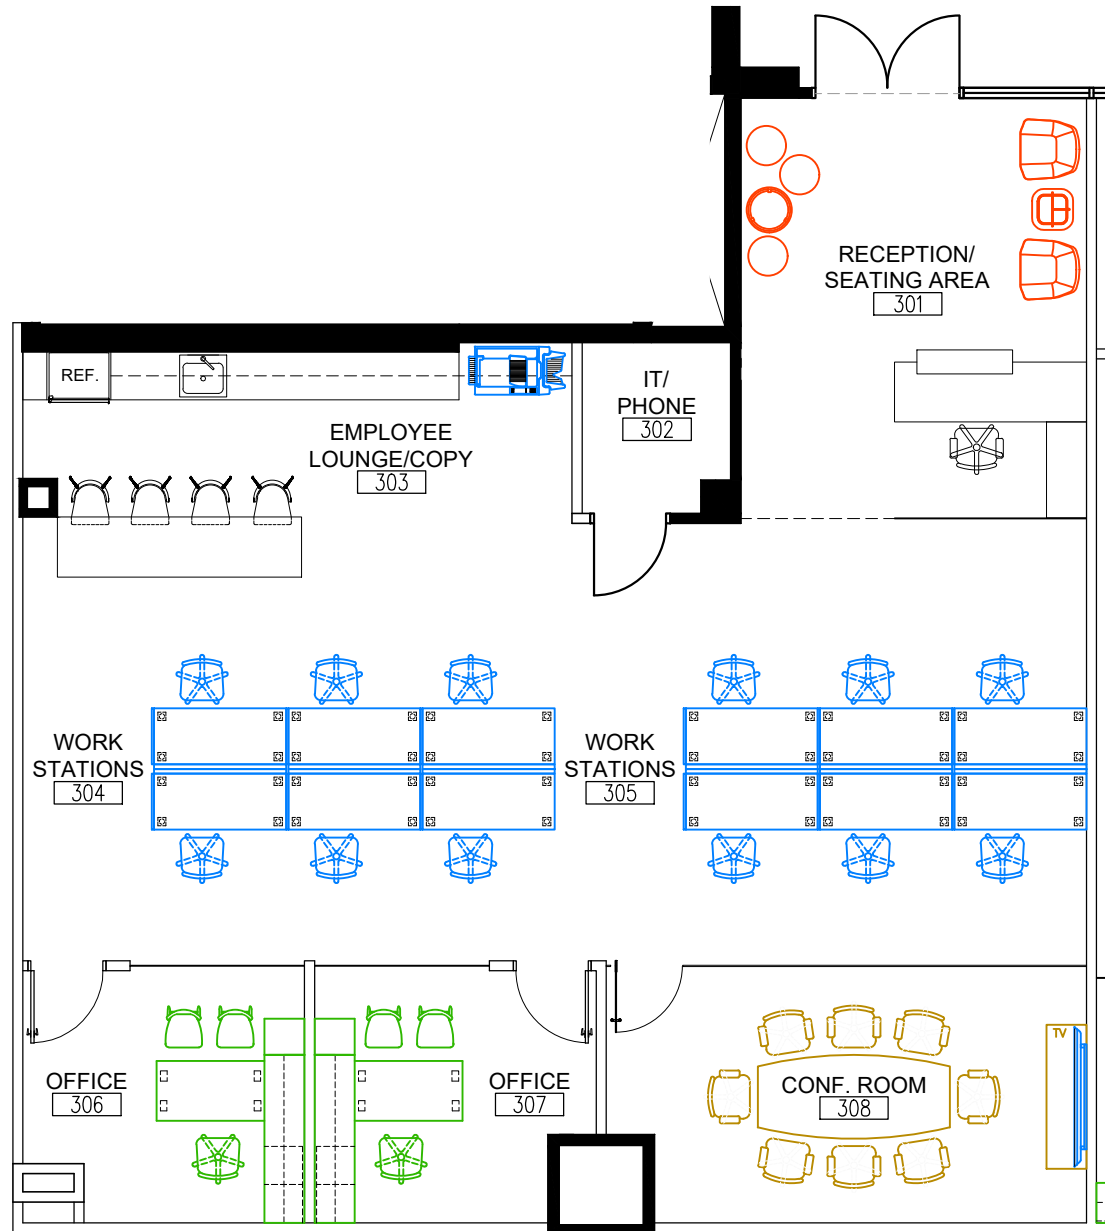 RECEPTION/
SEATING AREA
301
REF.
IT/
PHONE
302
EMPLOYEE
LOUNGE/COPY
303
WORK
STATIONS
304
WORK
STATIONS
305
OFFICE
306
OFFICE
307
CONF. ROOM
308
TV